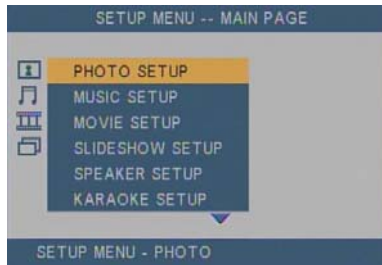 SETUP MENU -- MAIN PAGE
PHOTO SETUP
MUSIC SETUP
MOVIE SETUP
SLIDESHOW SETUP
SPEAKER SETUP
KARAOKE SETUP
SETUP MENU - PHOTO